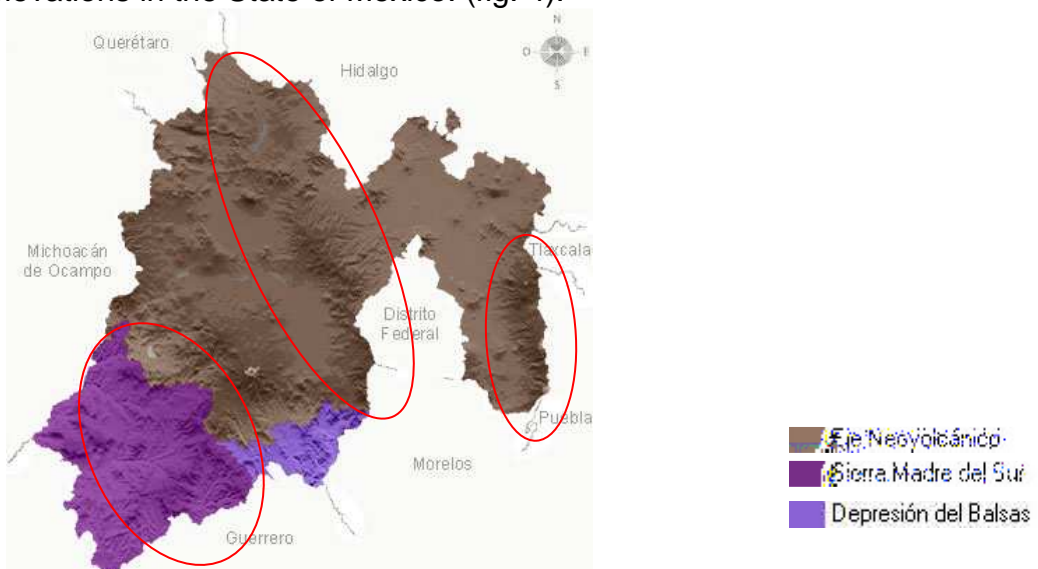 Elevations in the State of Mexico. (fig. 4).
N
Querétaro
O
E
Hidalgo
S
Michoacán
de Ocampo
Tlaxcala
Distrito
Federal
Puebla
Morelos
Guerrero
Eje Neovolcánico
Sierra Madre del Sur
Depresión del Balsas